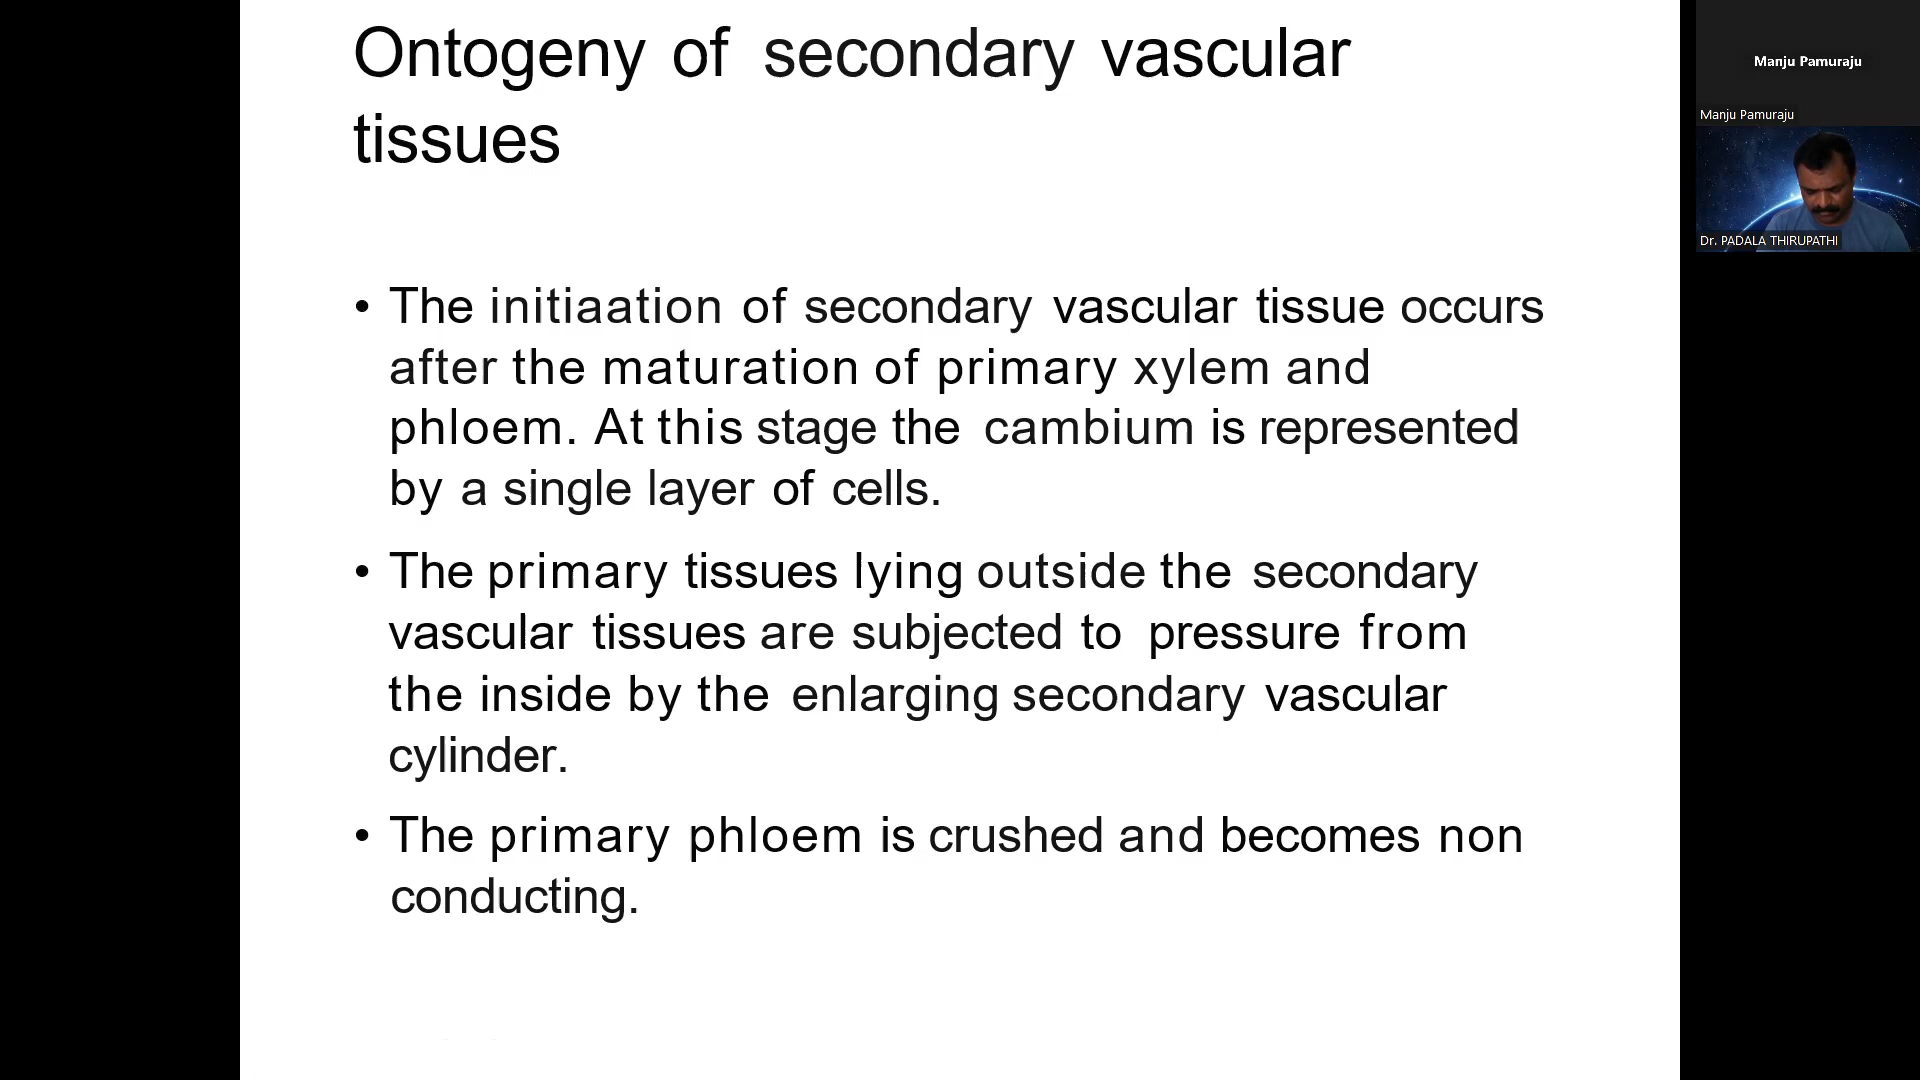 Ontogeny of secondary vascular
tissues
• The initiaation of secondary vascular tissue occurs
after the maturation of primary xylem and
phloem. At this stage the cambium is represented
by a single layer of cells.
• The primary tissues lying outside the secondary
vascular tissues are subjected to pressure from
the inside by the enlarging secondary vascular
cylinder.
• The primary phloem is crushed and becomes non
conducting.
Manju Pamuraju
Manju Pamuraju
Dr. PADALA THIRUPATHI